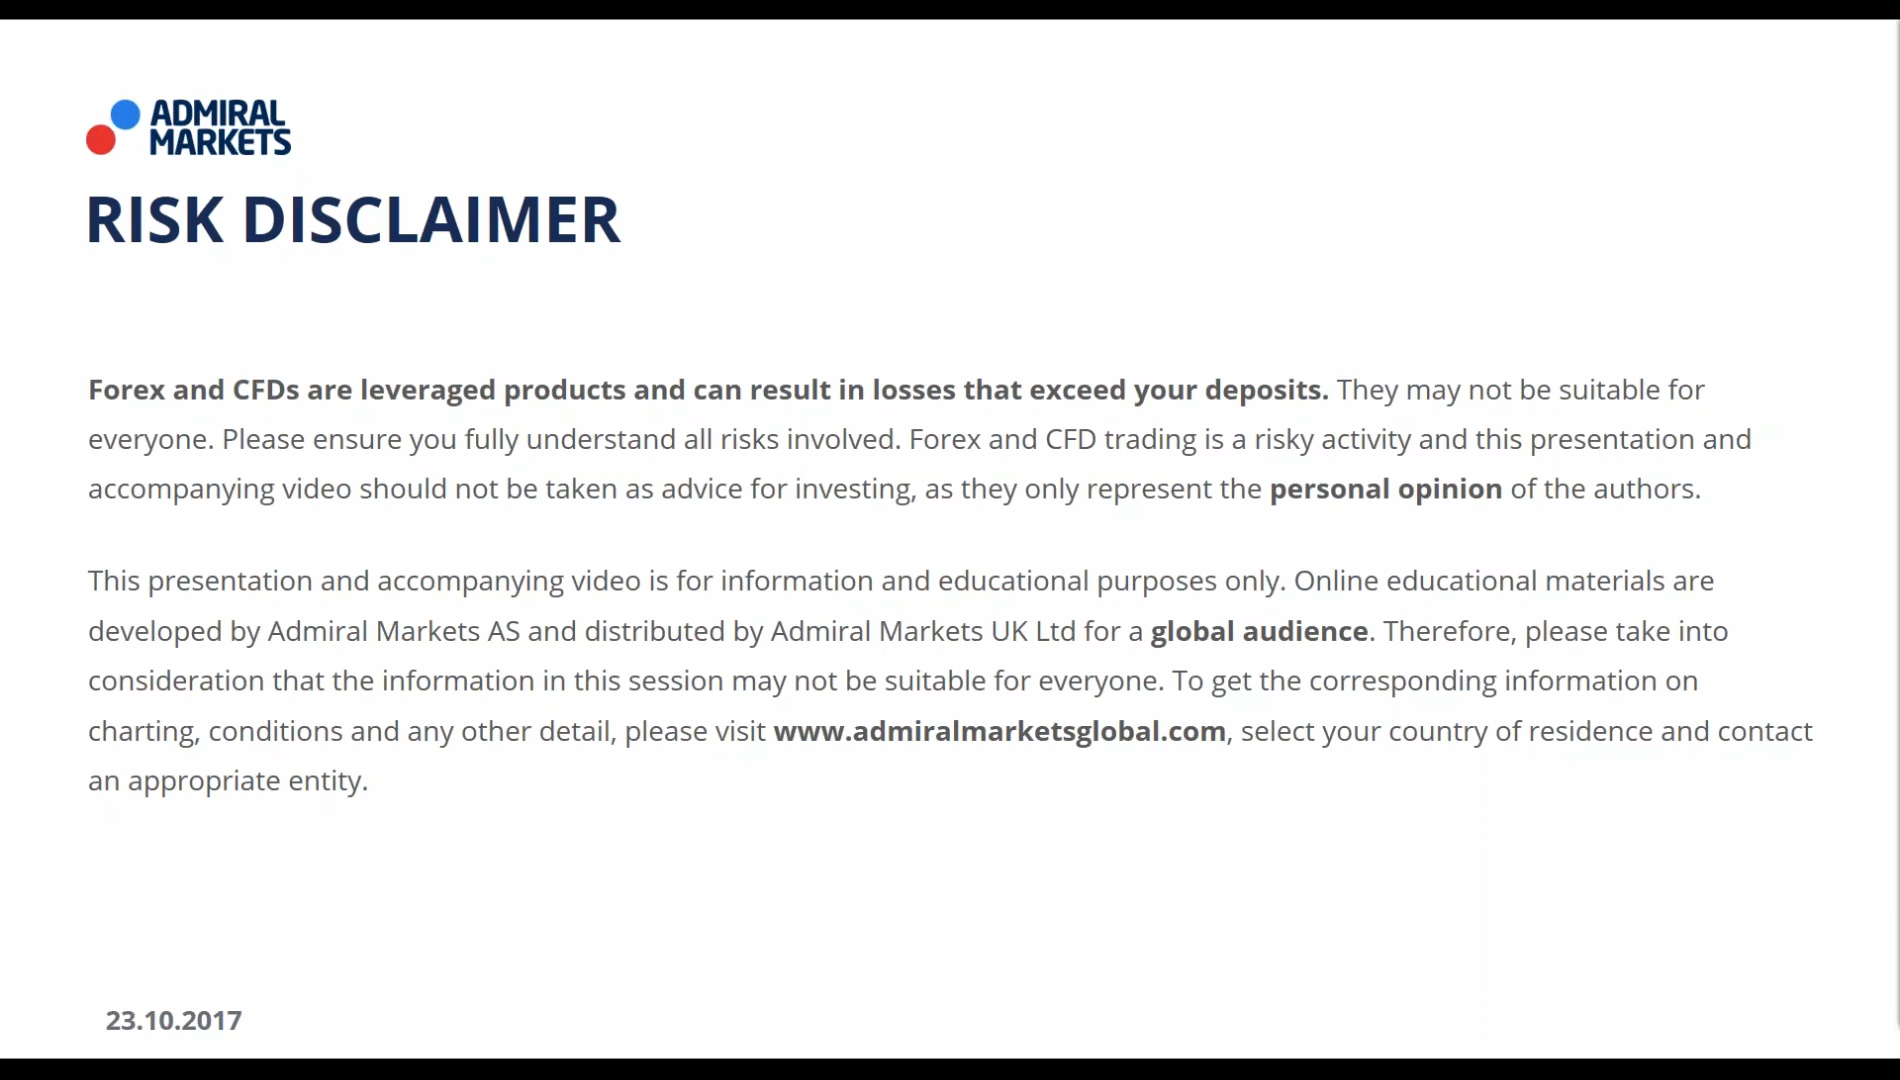 ADMIRAL
MARKETS
RISK DISCLAIMER
Forex and CFDs are leveraged products and can result in losses that exceed your deposits. They may not be suitable for
everyone. Please ensure you fully understand all risks involved. Forex and CFD trading is a risky activity and this presentation and
accompanying video should not be taken as advice for investing, as they only represent the personal opinion of the authors.
This presentation and accompanying video is for information and educational purposes only. Online educational materials are
developed by Admiral Markets AS and distributed by Admiral Markets UK Ltd for a global audience. Therefore, please take into
consideration that the information in this session may not be suitable for everyone. To get the corresponding information on
charting, conditions and any other detail, please visit www.admiralmarketsglobal.com, select your country of residence and contact
an appropriate entity.
23.10.2017